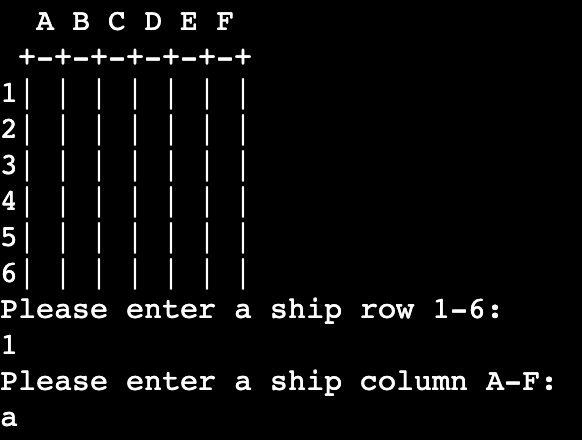 A B C D E F
 +-+-+-+-+-+-+
1| | | | | | |
2| | | | | | |
3| | | | | | |
4| | | | | | |
5| | | | | | |
6| | | | | | |
Please enter a ship row 1-6:
1
Please enter a ship column A-F:
a